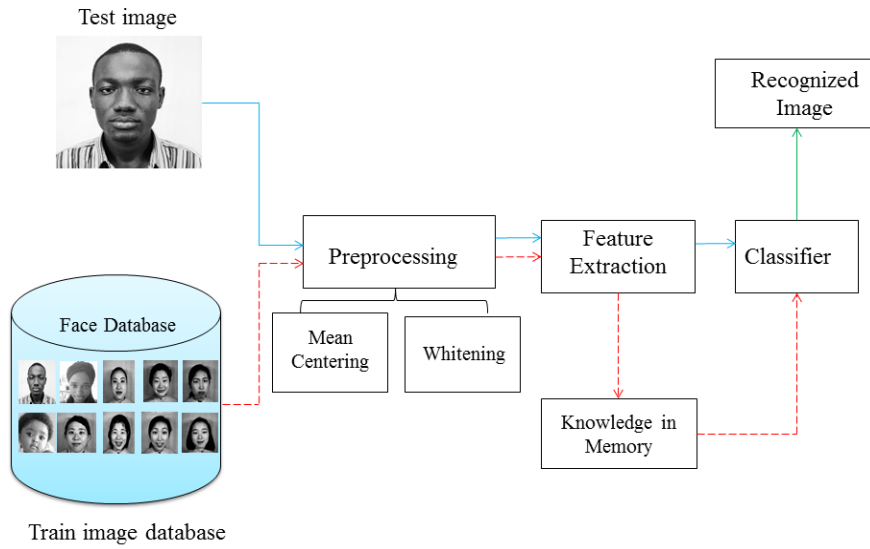 Test image
Recognized
Image
Preprocessing
Feature
Extraction
Classifier
Face Database
Mean
Centering
Whitening
Knowledge in
Memory
Train image database